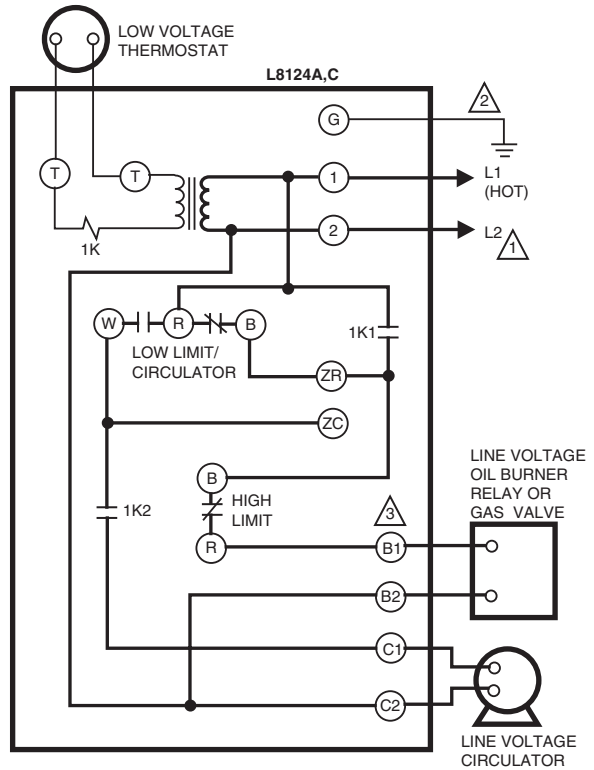 LOW VOLTAGE
THERMOSTAT
L8124A,C
2
G
T
T
1
L1
(HOT)
2
L2
1
1K
W
R
B
1K1
LOW LIMIT/
CIRCULATOR
ZR
ZC
LINE VOLTAGE
OIL BURNER
RELAY OR
GAS VALVE
B
HIGH
LIMIT
1K2
3
R
B1
B2
C1
C2
LINE VOLTAGE
CIRCULATOR